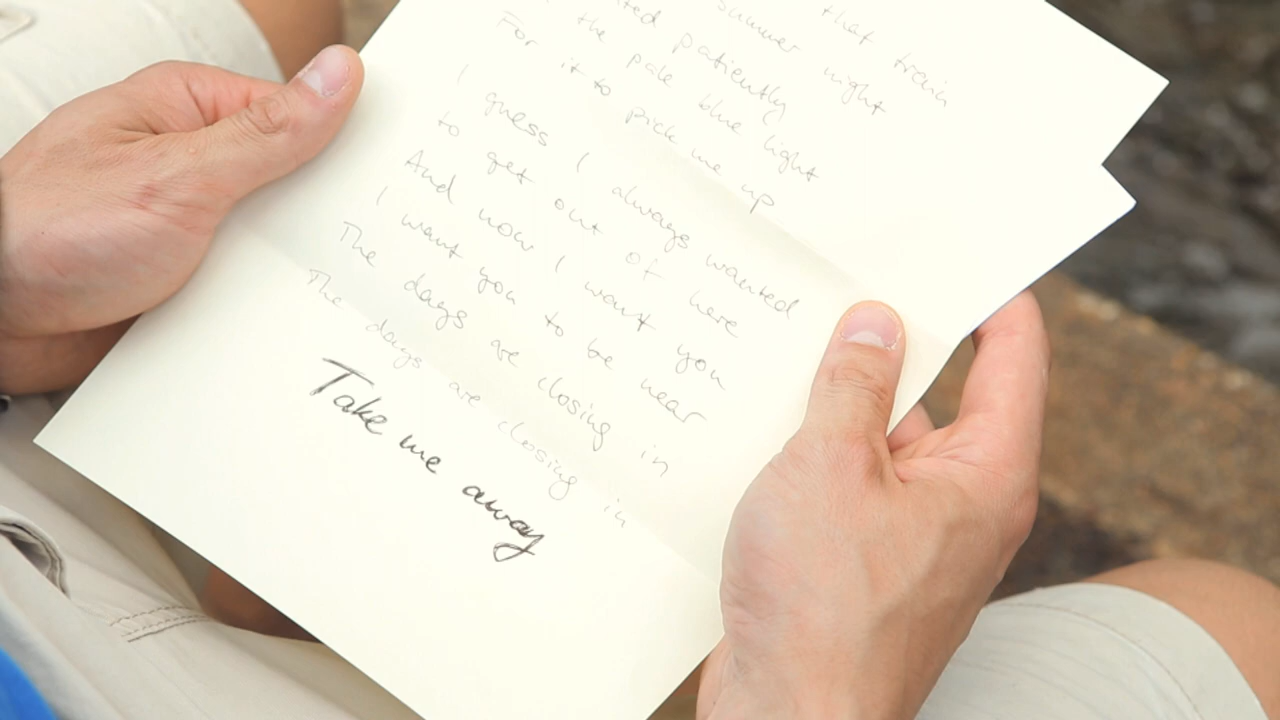 that train
summer night
patiently
the pale blue light
For it to pick me up
I guess I always wanted
to get out of here
And now I want you
I want you to be near
The days are closing in
The days are closing in
Take me away